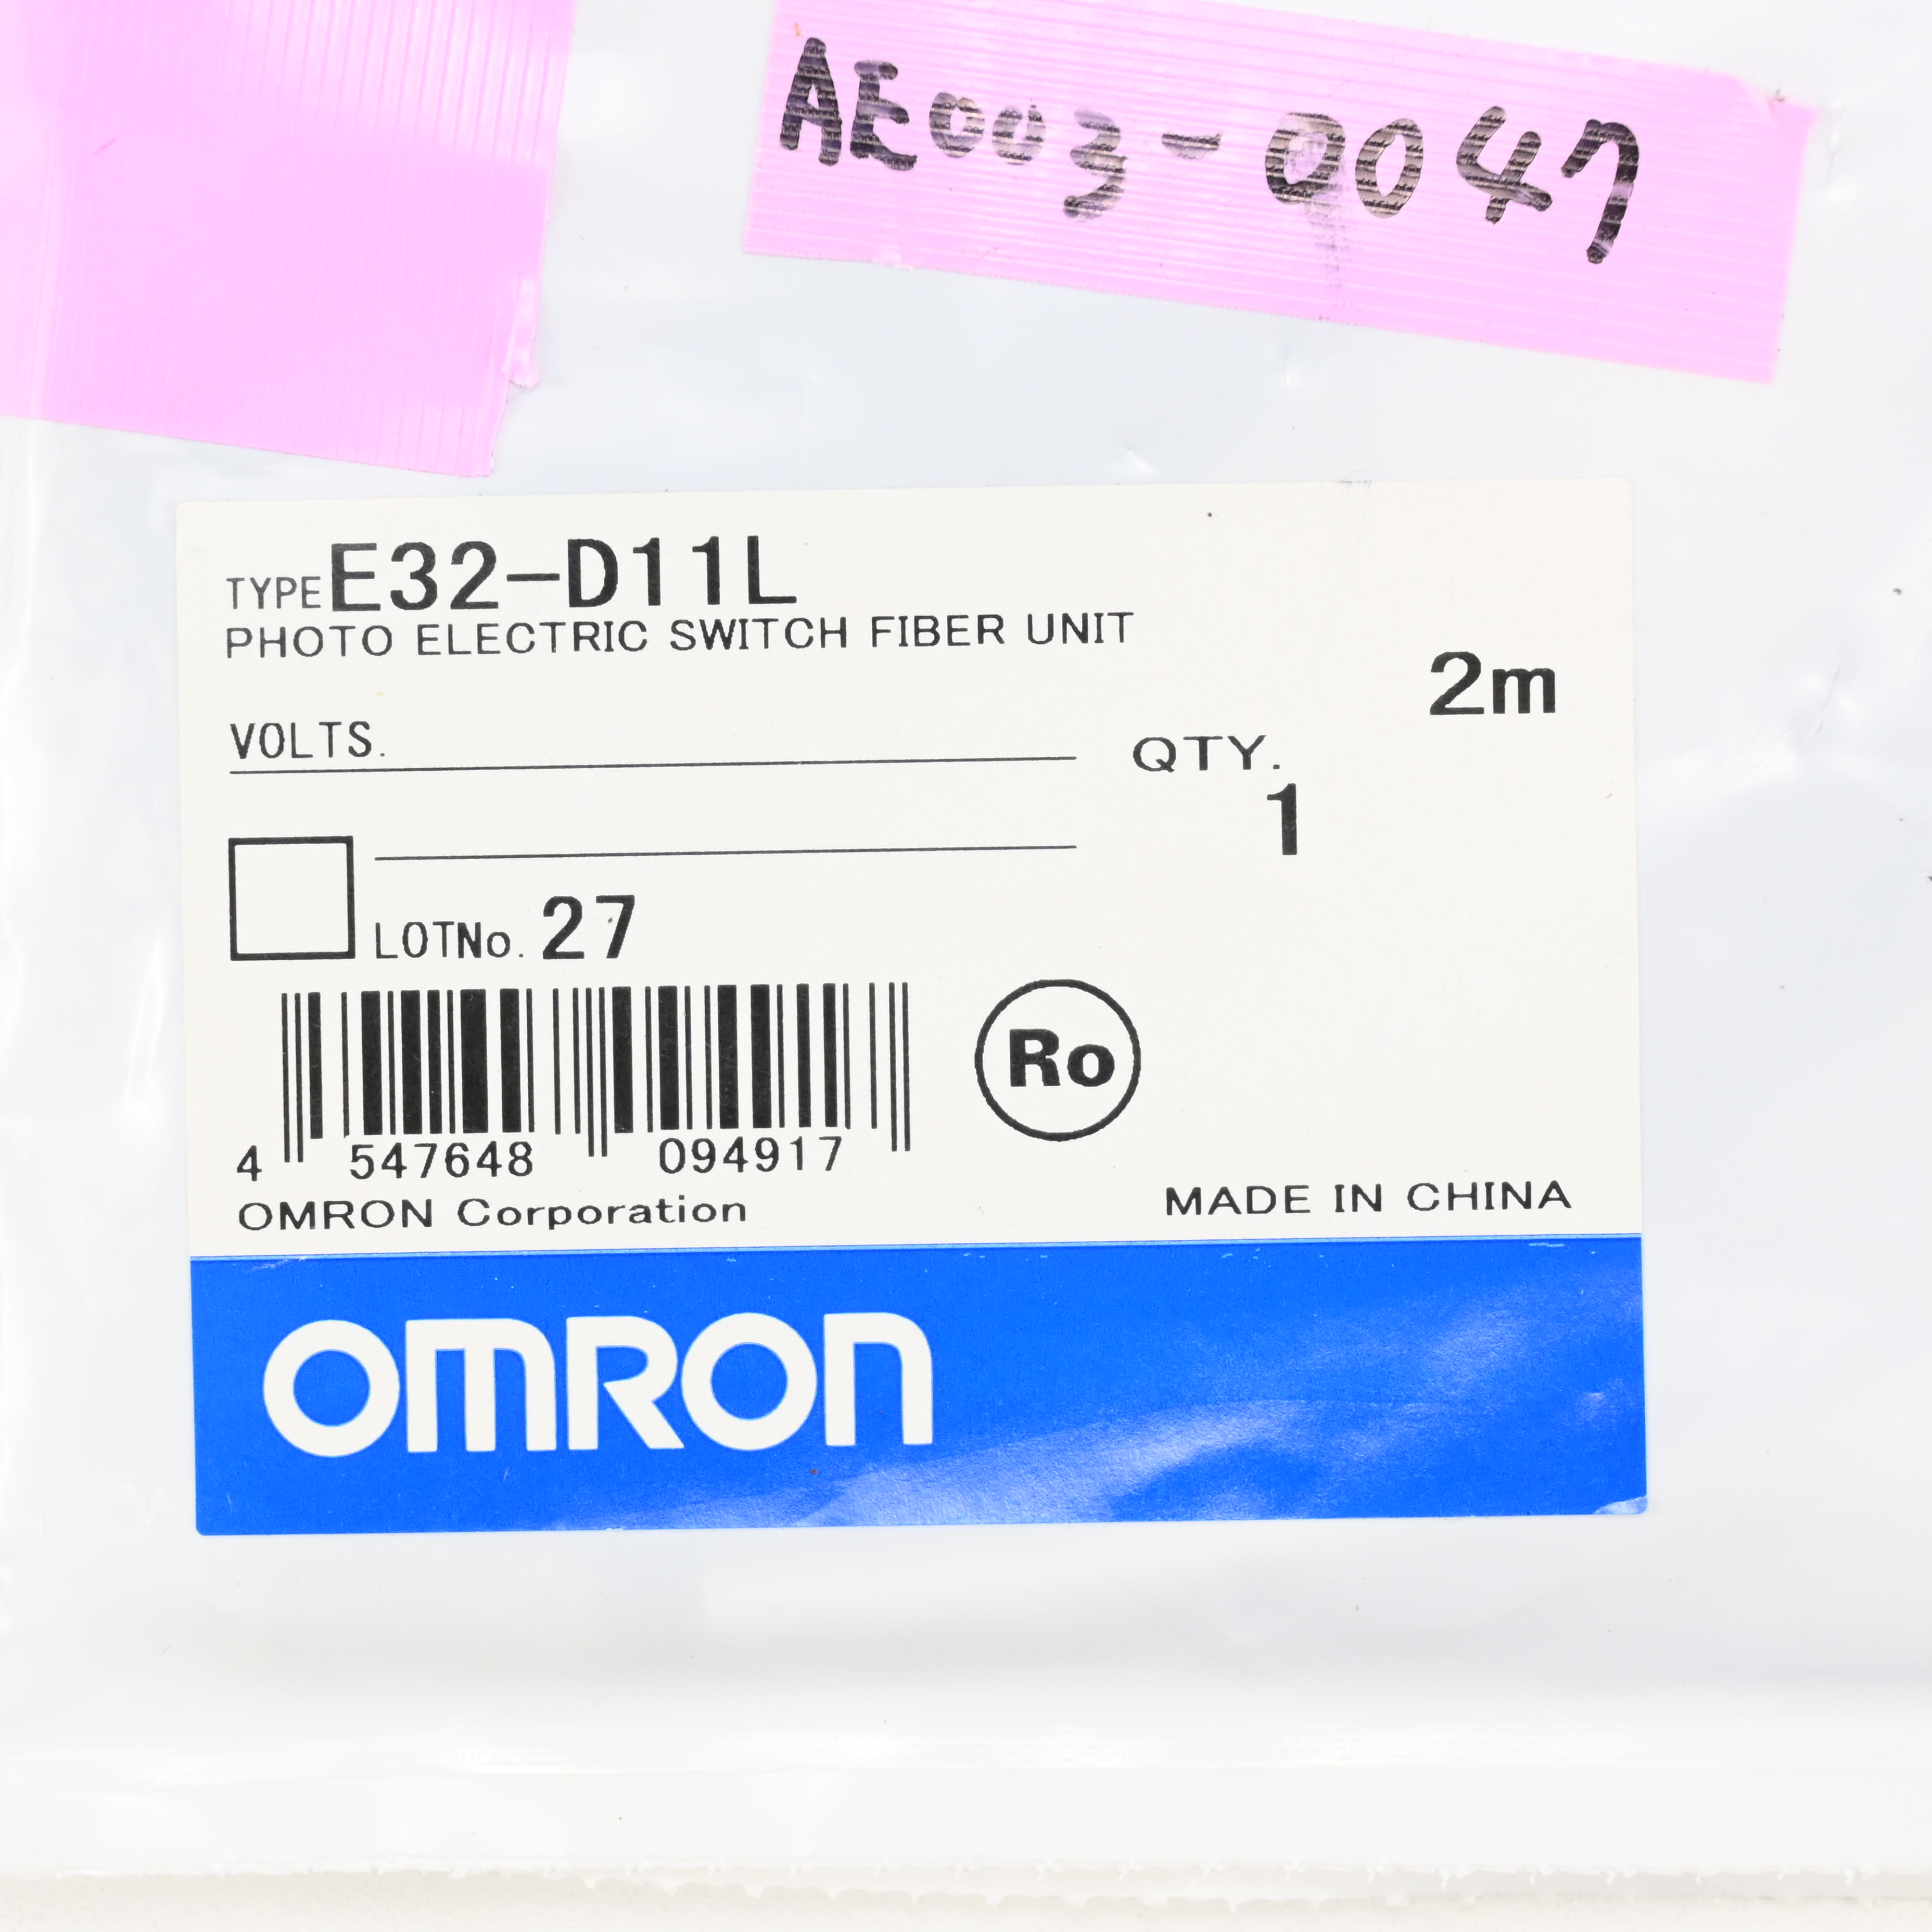 AE003-0047
TYPE E32-D11L
PHOTO ELECTRIC SWITCH FIBER UNIT
2m
VOLTS.
QTY.
1
LOTNo. 27
Ro
4 547648 094917
OMRON Corporation
MADE IN CHINA
OMRON